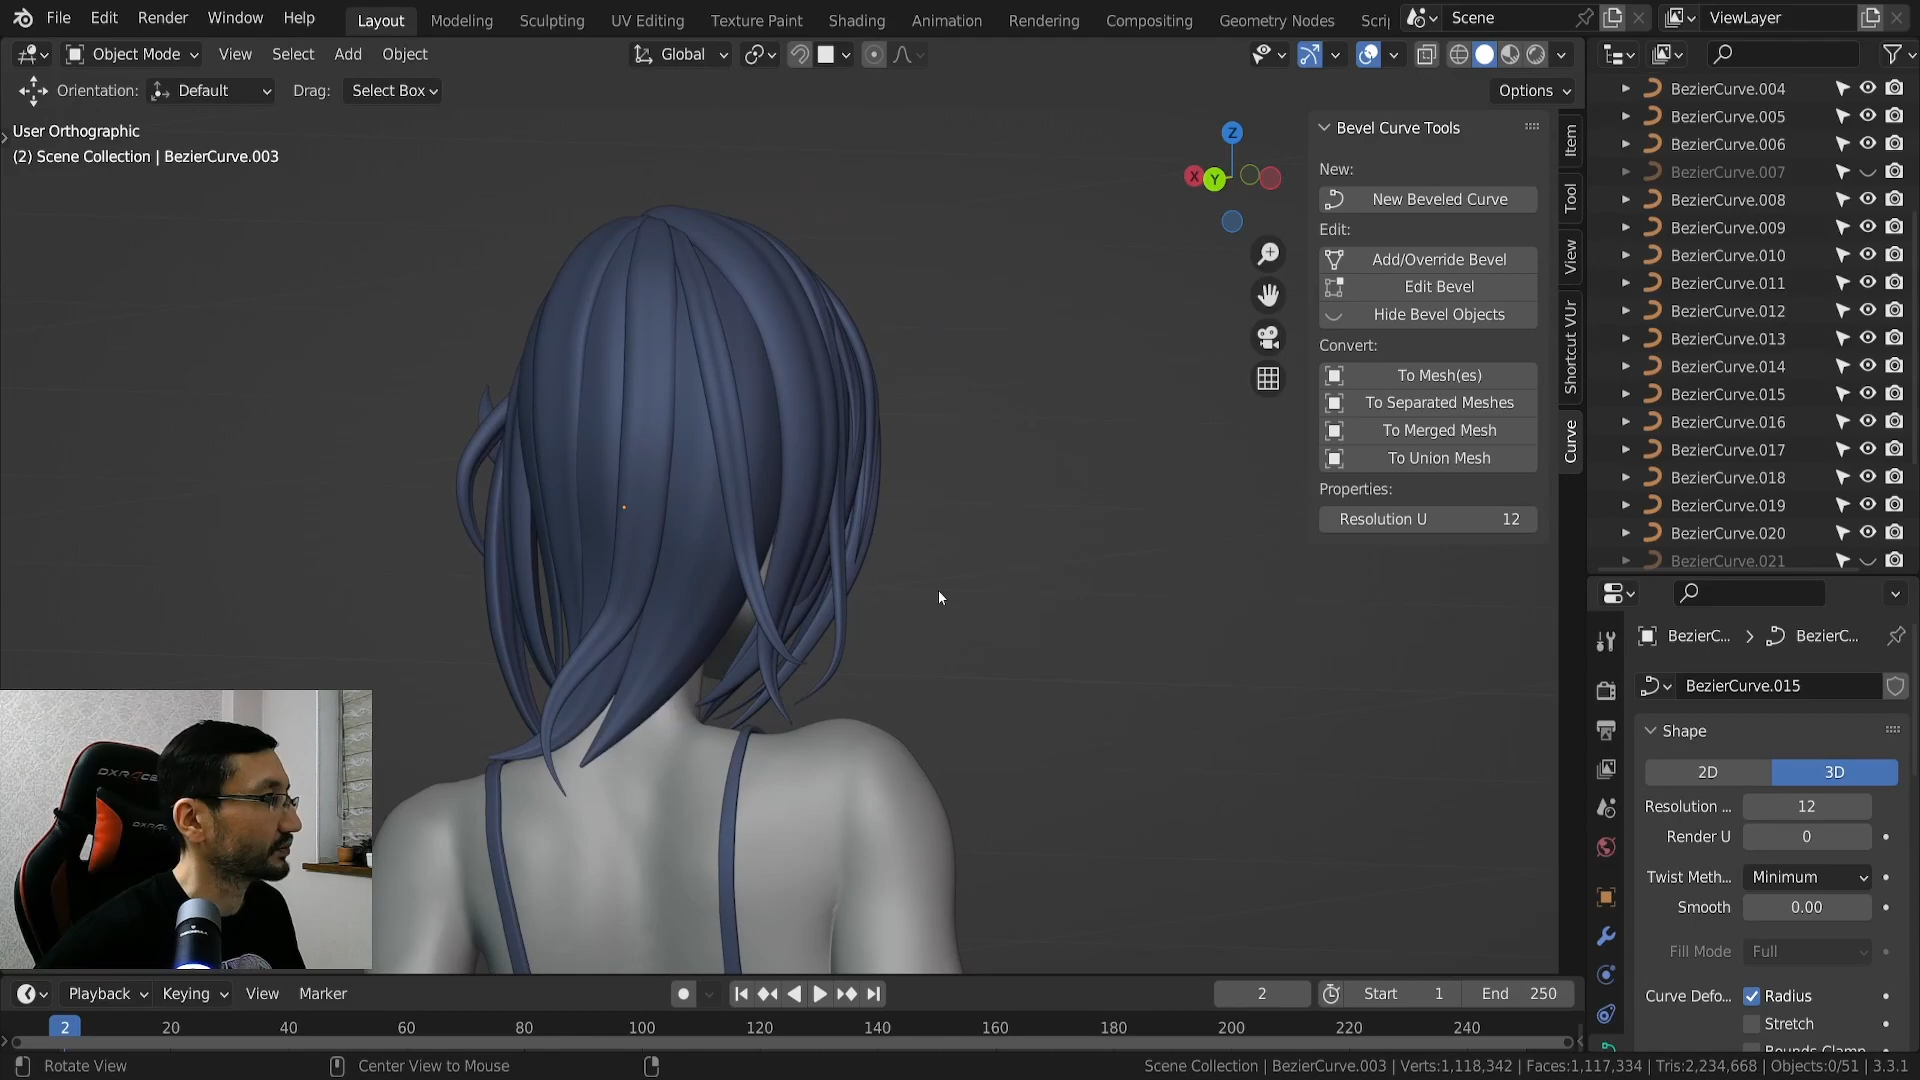 File Edit Render Window Help Layout Modeling Sculpting UV Editing Texture Paint Shading Animation Rendering Compositing Geometry Nodes Scrip Scene ViewLayer
Object Mode View Select Add Object Global
Orientation: Default Drag: Select Box Options
User Orthographic
(2) Scene Collection | BezierCurve.003
Z
X
Y
Bevel Curve Tools
New:
New Beveled Curve
Edit:
Add/Override Bevel
Edit Bevel
Hide Bevel Objects
Convert:
To Mesh(es)
To Separated Meshes
To Merged Mesh
To Union Mesh
Properties:
Resolution U 12
Item
Tool
View
Shortcut VUr
Curve
BezierCurve.004
BezierCurve.005
BezierCurve.006
BezierCurve.007
BezierCurve.008
BezierCurve.009
BezierCurve.010
BezierCurve.011
BezierCurve.012
BezierCurve.013
BezierCurve.014
BezierCurve.015
BezierCurve.016
BezierCurve.017
BezierCurve.018
BezierCurve.019
BezierCurve.020
BezierCurve.021
BezierC... BezierC...
BezierCurve.015
Shape
2D 3D
Resolution ... 12
Render U 0
Twist Meth... Minimum
Smooth 0.00
Fill Mode Full
Curve Defo... Radius
Stretch
Bounds Clamp
Playback Keying View Marker 2 Start 1 End 250
2 20 40 60 80 100 120 140 160 180 200 220 240
Rotate View Center View to Mouse Scene Collection | BezierCurve.003 | Verts:1,118,342 | Faces:1,117,334 | Tris:2,234,668 | Objects:0/51 | 3.3.1